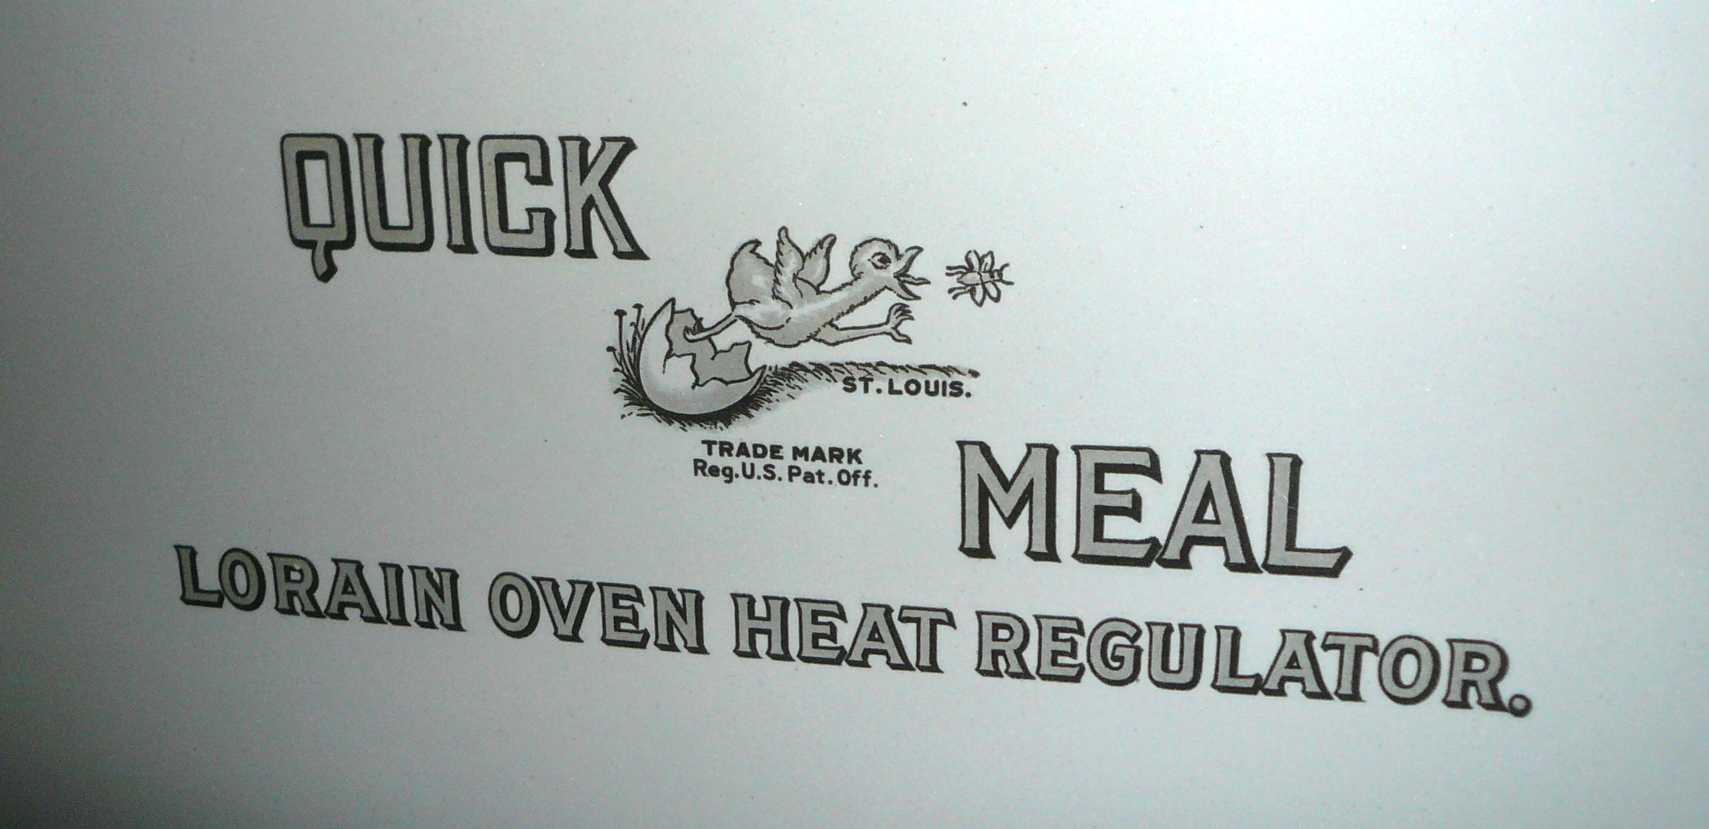 QUICK
ST. LOUIS.
TRADE MARK
Reg. U.S. Pat. Off.
MEAL
LORAIN OVEN HEAT REGULATOR.